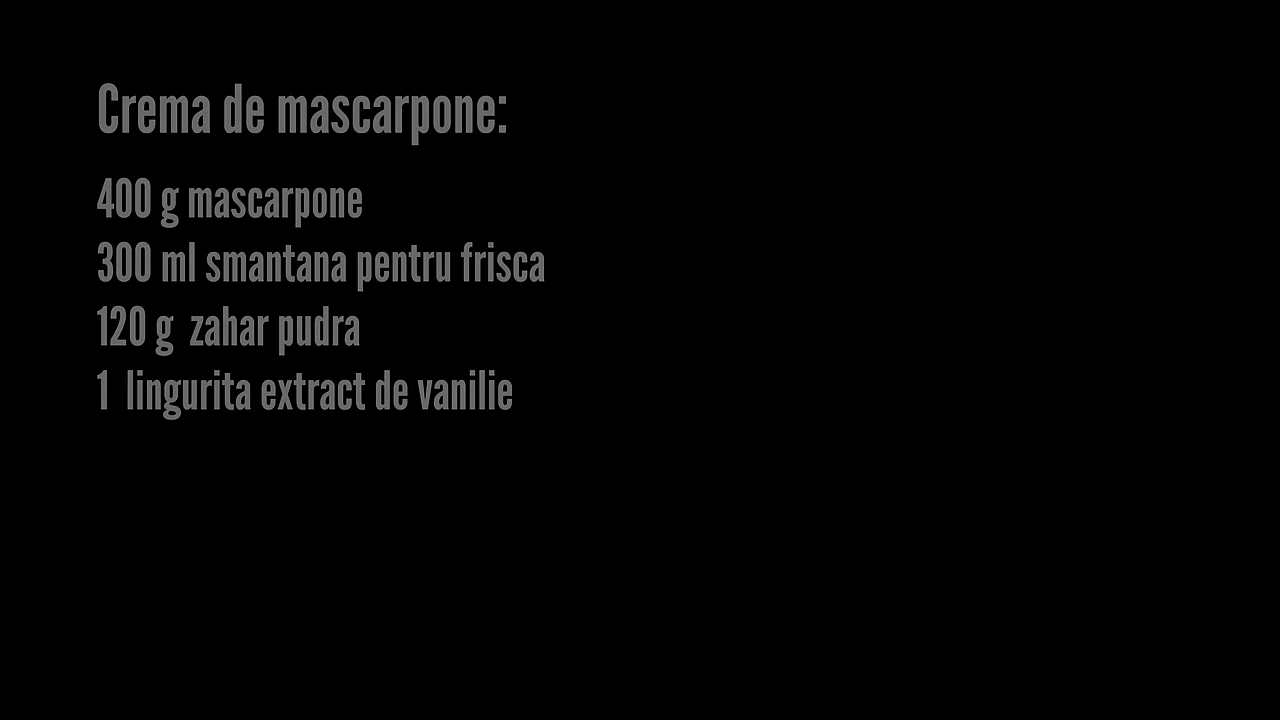 Crema de mascarpone:
400 g mascarpone
300 ml smantana pentru frisca
120 g  zahar pudra
1  lingurita extract de vanilie